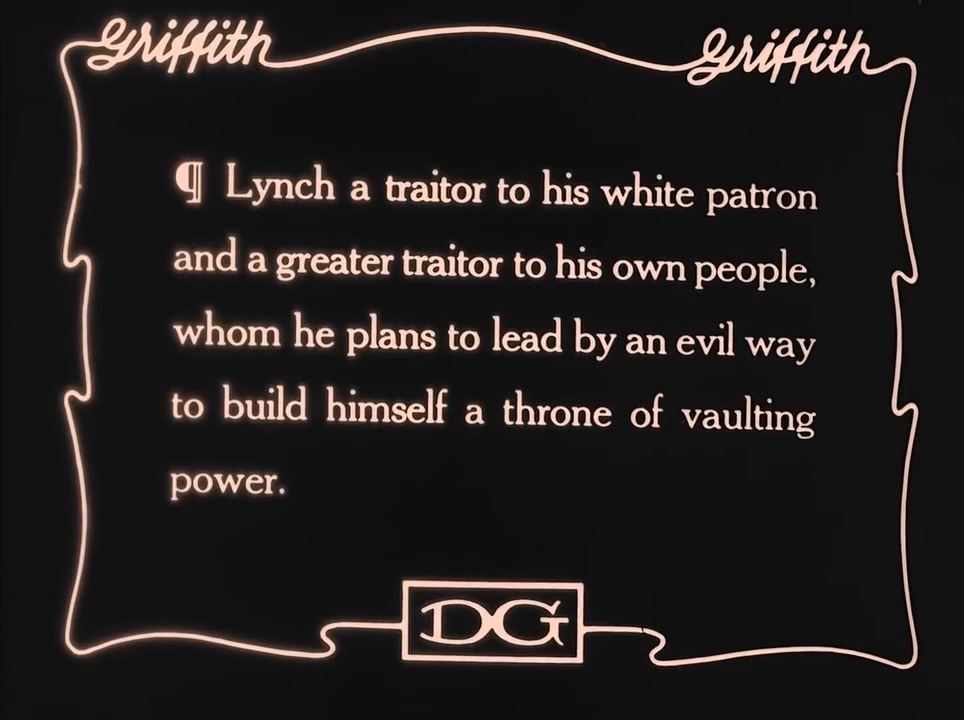 Griffith Griffith
¶ Lynch a traitor to his white patron
and a greater traitor to his own people,
whom he plans to lead by an evil way
to build himself a throne of vaulting
power.
DG